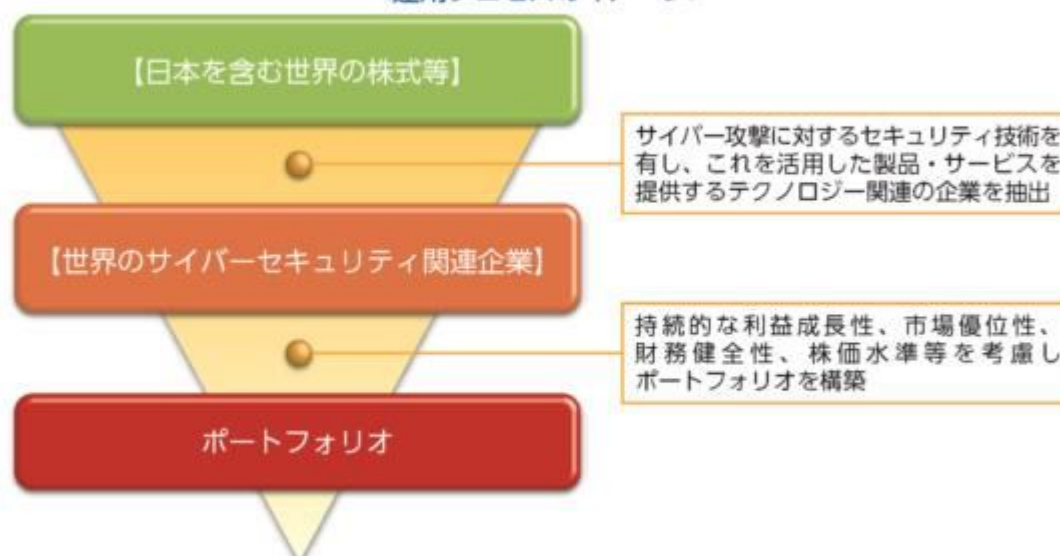 【日本を含む世界の株式等】
サイバー攻撃に対するセキュリティ技術を
有し、これを活用した製品・サービスを
提供するテクノロジー関連の企業を抽出
【世界のサイバーセキュリティ関連企業】
持続的な利益成長性、市場優位性、
財務健全性、株価水準等を考慮し
ポートフォリオを構築
ポートフォリオ